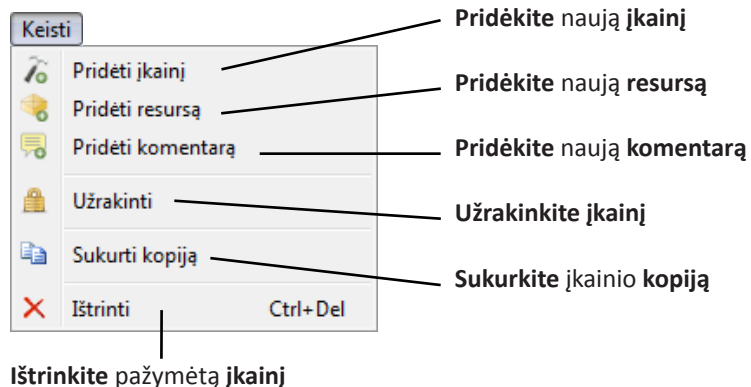 Keisti
Pridėti įkainį
Pridėti resursą
Pridėti komentarą
Užrakinti
Sukurti kopiją
Ištrinti Ctrl+Del
Pridėkite naują įkainį
Pridėkite naują resursą
Pridėkite naują komentarą
Užrakinkite įkainį
Sukurkite įkainio kopiją
Ištrinkite pažymėtą įkainį